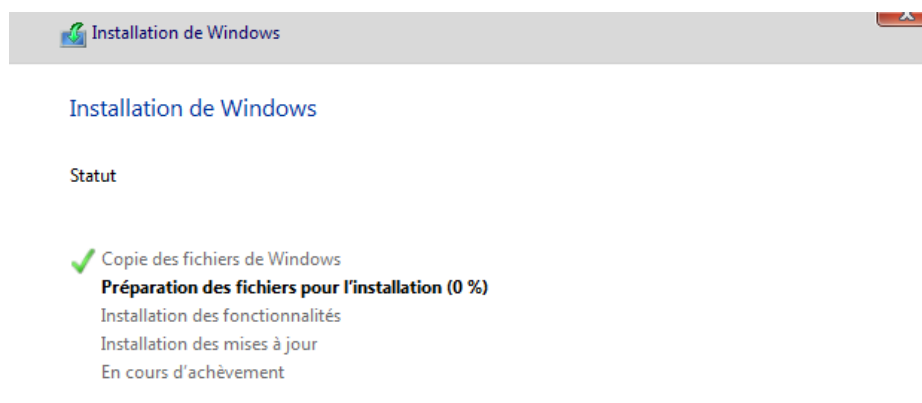 Installation de Windows
Installation de Windows
Statut
Copie des fichiers de Windows
Préparation des fichiers pour l'installation (0 %)
Installation des fonctionnalités
Installation des mises à jour
En cours d'achèvement